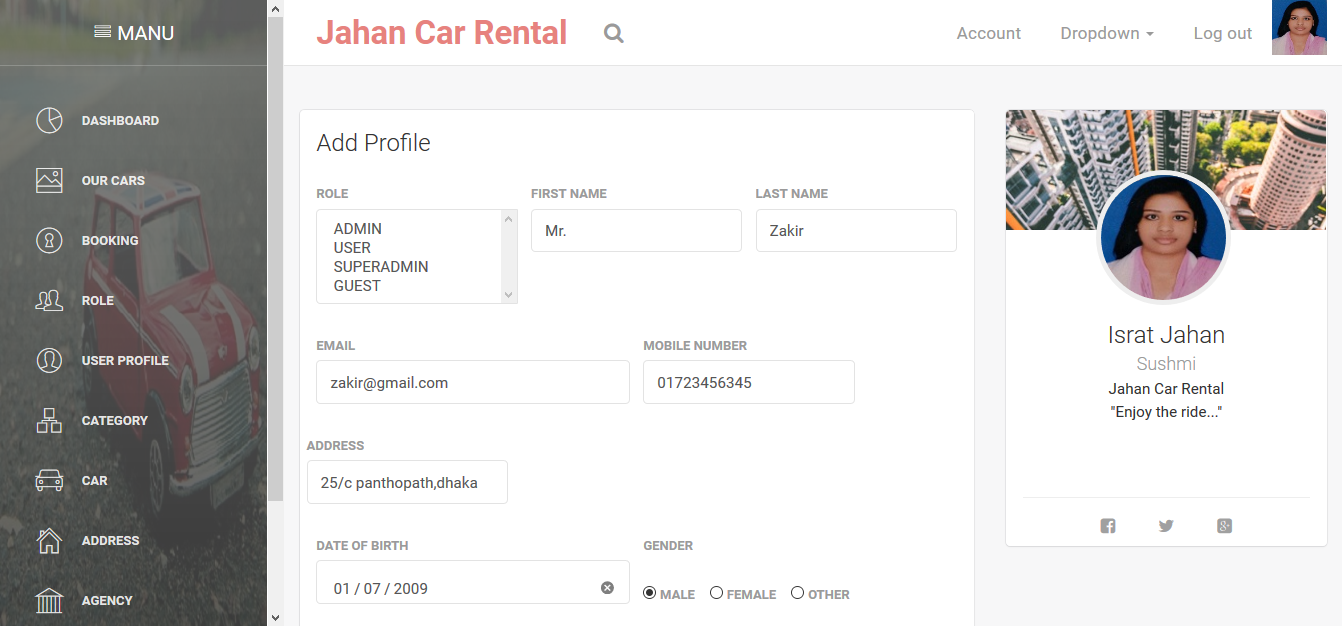 MANU
Jahan Car Rental
Account
Dropdown
Log out
DASHBOARD
OUR CARS
BOOKING
ROLE
USER PROFILE
CATEGORY
CAR
ADDRESS
AGENCY
Add Profile
ROLE
FIRST NAME
LAST NAME
ADMIN
USER
SUPERADMIN
GUEST
Mr.
Zakir
EMAIL
MOBILE NUMBER
zakir@gmail.com
01723456345
ADDRESS
25/c panthopath,dhaka
DATE OF BIRTH
GENDER
01 / 07 / 2009
MALE
FEMALE
OTHER
Israt Jahan
Sushmi
Jahan Car Rental
"Enjoy the ride..."